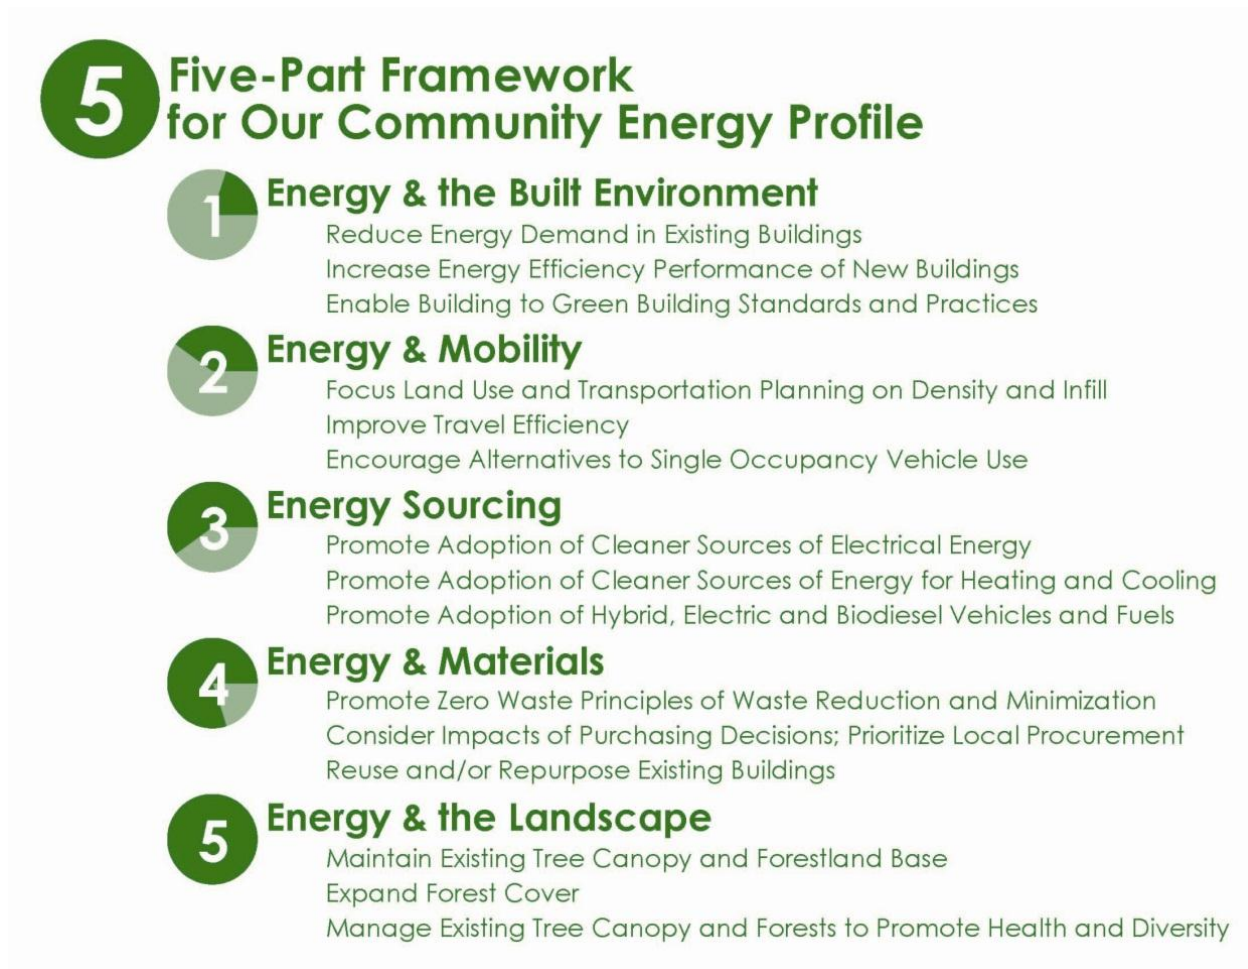 5
Five-Part Framework
for Our Community Energy Profile
1
Energy & the Built Environment
Reduce Energy Demand in Existing Buildings
Increase Energy Efficiency Performance of New Buildings
Enable Building to Green Building Standards and Practices
2
Energy & Mobility
Focus Land Use and Transportation Planning on Density and Infill
Improve Travel Efficiency
Encourage Alternatives to Single Occupancy Vehicle Use
3
Energy Sourcing
Promote Adoption of Cleaner Sources of Electrical Energy
Promote Adoption of Cleaner Sources of Energy for Heating and Cooling
Promote Adoption of Hybrid, Electric and Biodiesel Vehicles and Fuels
4
Energy & Materials
Promote Zero Waste Principles of Waste Reduction and Minimization
Consider Impacts of Purchasing Decisions; Prioritize Local Procurement
Reuse and/or Repurpose Existing Buildings
5
Energy & the Landscape
Maintain Existing Tree Canopy and Forestland Base
Expand Forest Cover
Manage Existing Tree Canopy and Forests to Promote Health and Diversity